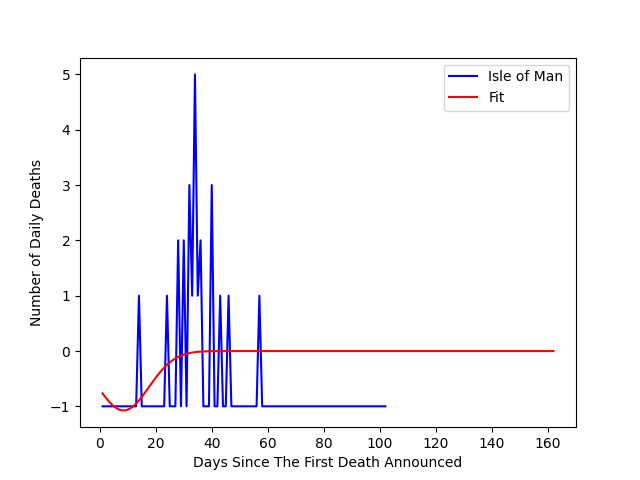 Isle of Man
Fit
Number of Daily Deaths
5
4
3
2
1
0
−1
0 20 40 60 80 100 120 140 160
Days Since The First Death Announced